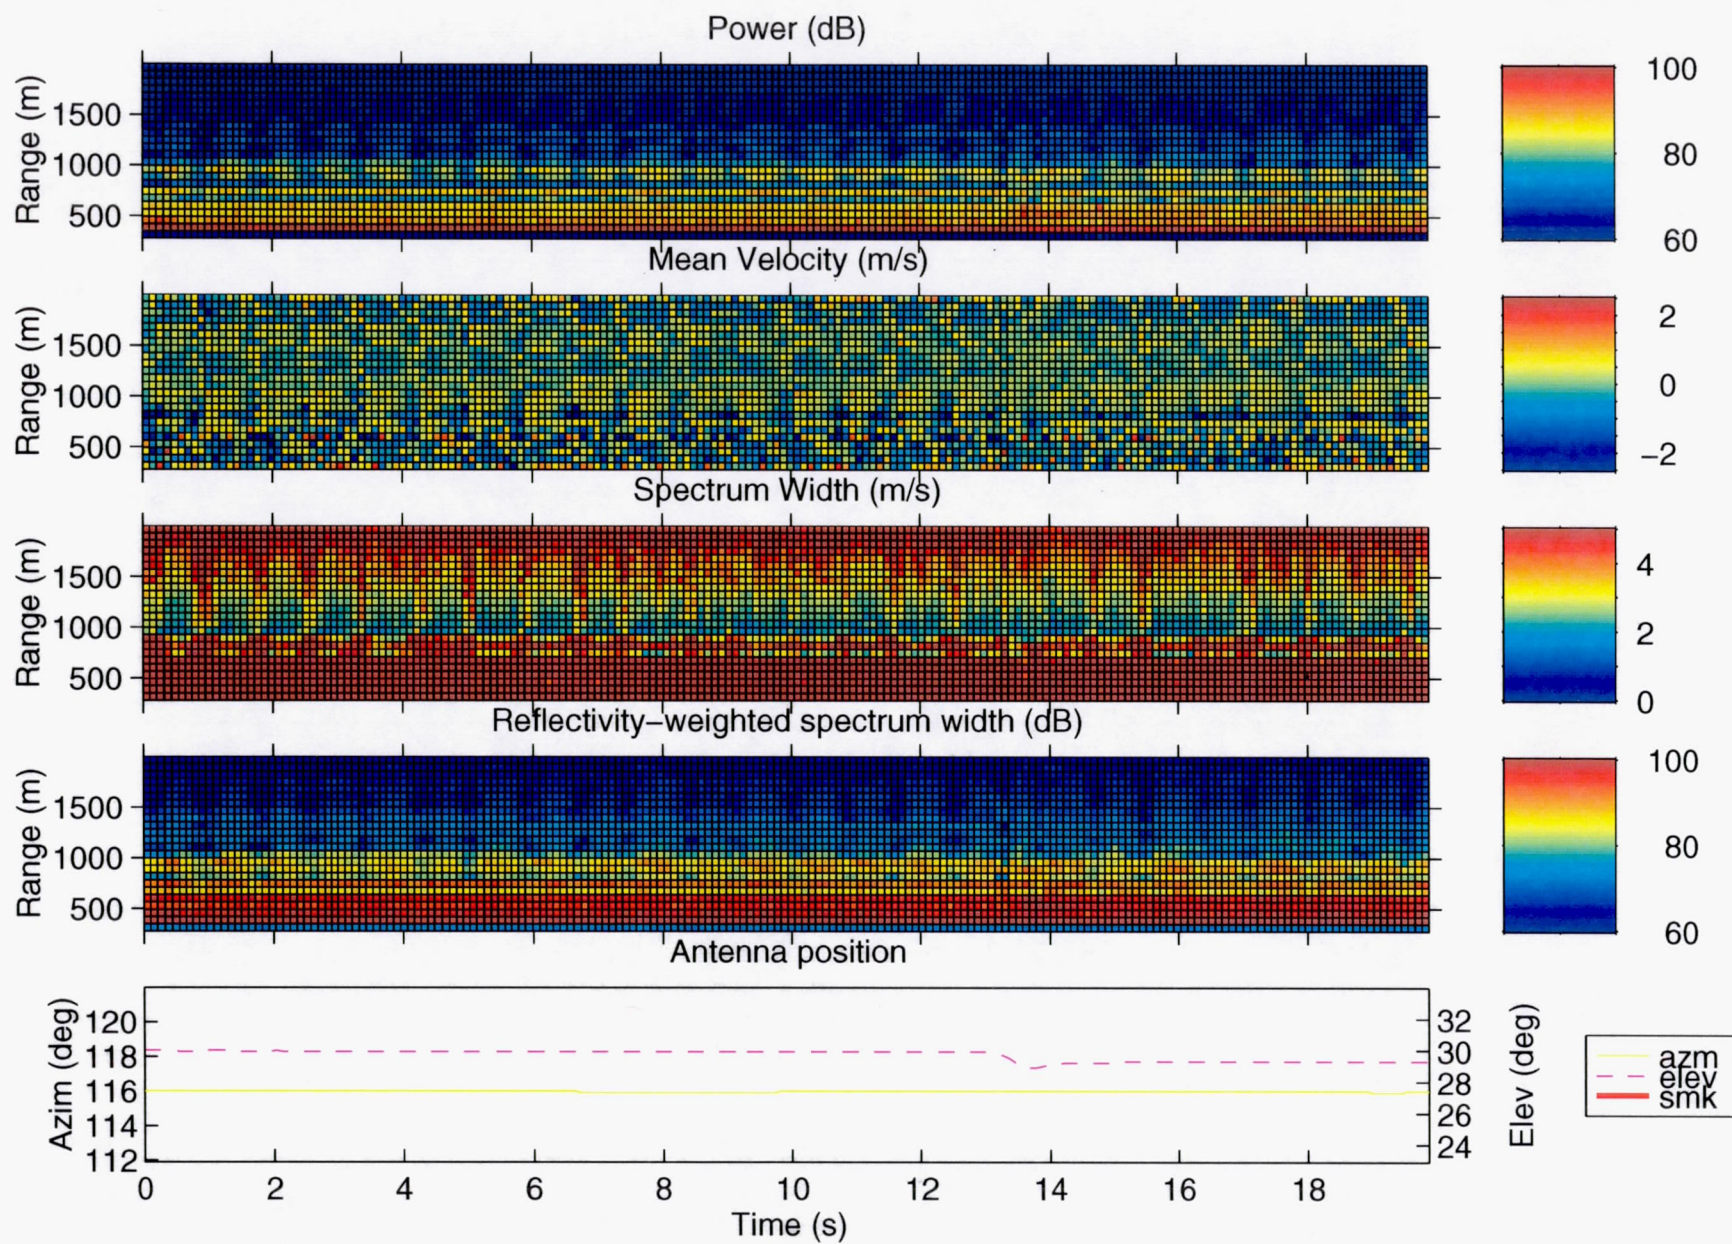 Power (dB)
Range (m)
1500
1000
500
100
80
60
Mean Velocity (m/s)
Range (m)
1500
1000
500
2
0
−2
Spectrum Width (m/s)
Range (m)
1500
1000
500
4
2
0
Reflectivity−weighted spectrum width (dB)
Range (m)
1500
1000
500
100
80
60
Antenna position
Azim (deg)
120
118
116
114
112
32
30
28
26
24
Elev (deg)
azm
elev
smk
0 2 4 6 8 10 12 14 16 18
Time (s)